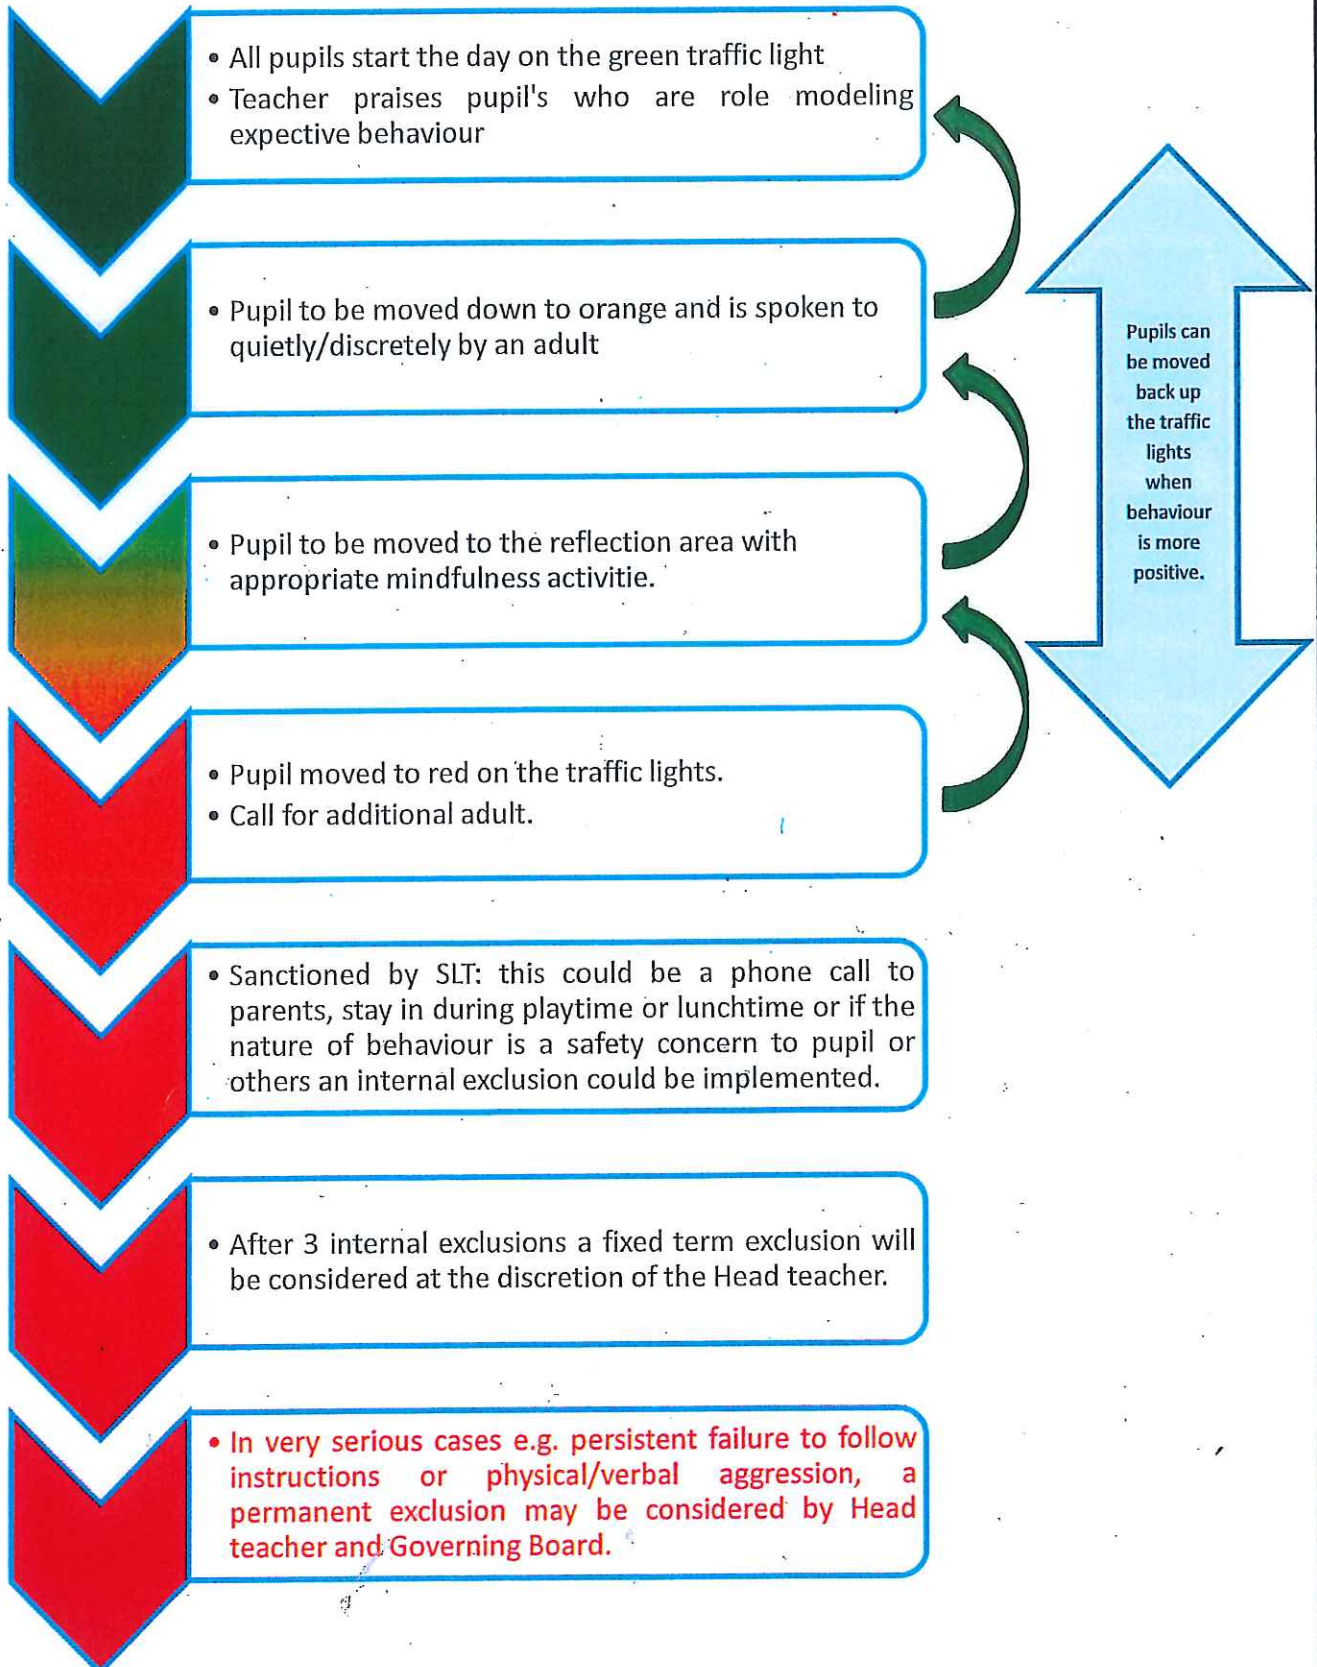 • All pupils start the day on the green traffic light
• Teacher praises pupil's who are role modeling
expective behaviour
• Pupil to be moved down to orange and is spoken to
quietly/discretely by an adult
• Pupil to be moved to the reflection area with
appropriate mindfulness activitie.
• Pupil moved to red on the traffic lights.
• Call for additional adult.
• Sanctioned by SLT: this could be a phone call to
parents, stay in during playtime or lunchtime or if the
nature of behaviour is a safety concern to pupil or
others an internal exclusion could be implemented.
• After 3 internal exclusions a fixed term exclusion will
be considered at the discretion of the Head teacher.
• In very serious cases e.g. persistent failure to follow
instructions or physical/verbal aggression, a
permanent exclusion may be considered by Head
teacher and Governing Board.
Pupils can
be moved
back up
the traffic
lights
when
behaviour
is more
positive.